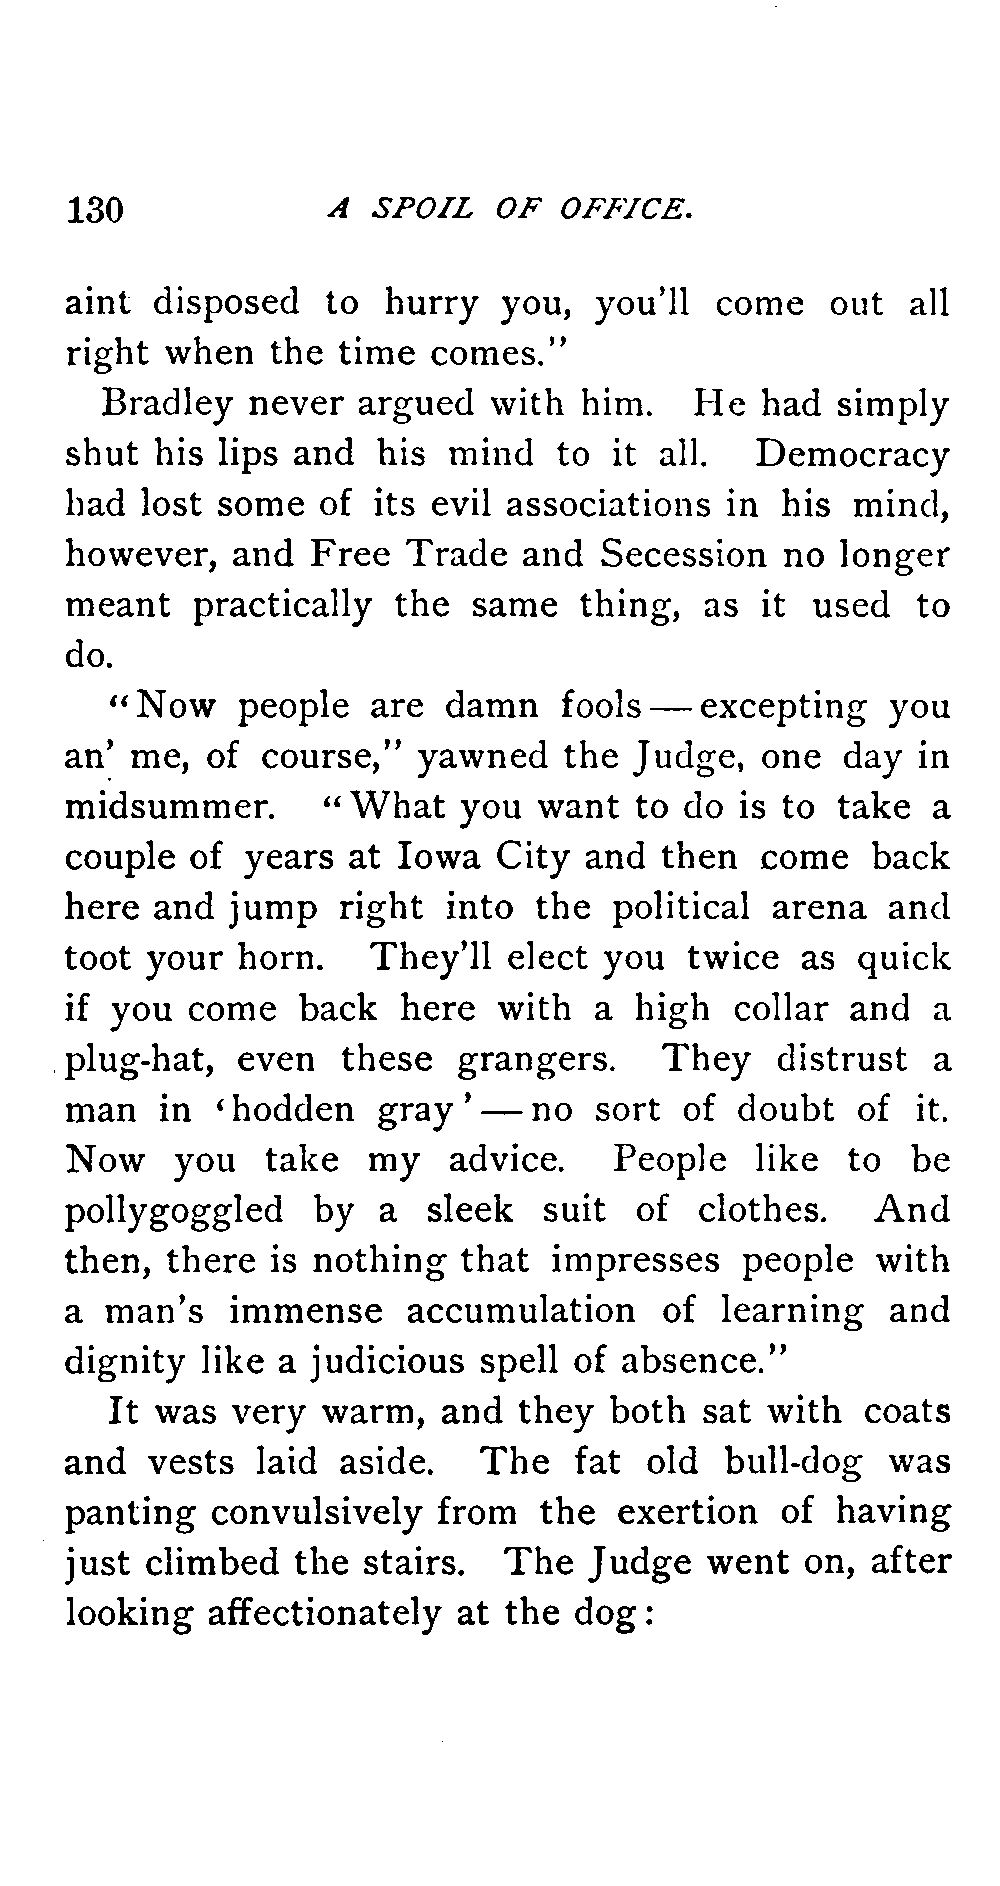 130 A SPOIL OF OFFICE.
aint disposed to hurry you, you'll come out all
right when the time comes."
Bradley never argued with him. He had simply
shut his lips and his mind to it all. Democracy
had lost some of its evil associations in his mind,
however, and Free Trade and Secession no longer
meant practically the same thing, as it used to
do.
"Now people are damn fools — excepting you
an' me, of course," yawned the Judge, one day in
midsummer. "What you want to do is to take a
couple of years at Iowa City and then come back
here and jump right into the political arena and
toot your horn. They'll elect you twice as quick
if you come back here with a high collar and a
plug-hat, even these grangers. They distrust a
man in 'hodden gray' — no sort of doubt of it.
Now you take my advice. People like to be
pollygoggled by a sleek suit of clothes. And
then, there is nothing that impresses people with
a man's immense accumulation of learning and
dignity like a judicious spell of absence."
It was very warm, and they both sat with coats
and vests laid aside. The fat old bull-dog was
panting convulsively from the exertion of having
just climbed the stairs. The Judge went on, after
looking affectionately at the dog: